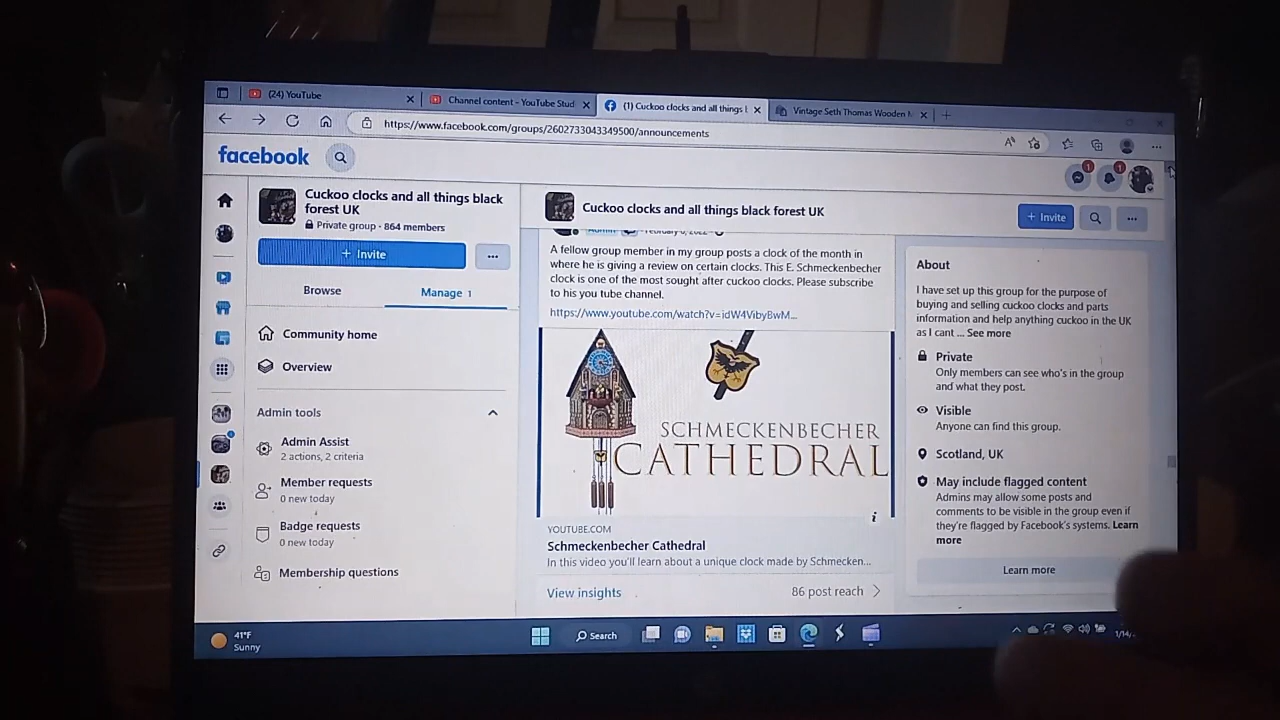 (24) YouTube
Channel content - YouTube Stud
(1) Cuckoo clocks and all things b
Vintage Seth Thomas Wooden M
https://www.facebook.com/groups/2602733043349500/announcements
facebook
1
1
Cuckoo clocks and all things black
forest UK
Private group · 864 members
+ Invite
...
Browse
Manage 1
Community home
Overview
Admin tools
Admin Assist
2 actions, 2 criteria
Member requests
0 new today
Badge requests
0 new today
Membership questions
Cuckoo clocks and all things black forest UK
+ Invite
...
A fellow group member in my group posts a clock of the month in
where he is giving a review on certain clocks. This E. Schmeckenbecher
clock is one of the most sought after cuckoo clocks. Please subscribe
to his you tube channel.
https://www.youtube.com/watch?v=idW4VibyBwM...
SCHMECKENBECHER
CATHEDRAL
YOUTUBE.COM
Schmeckenbecher Cathedral
In this video you'll learn about a unique clock made by Schmecken...
View insights
86 post reach
About
I have set up this group for the purpose of
buying and selling cuckoo clocks and parts
information and help anything cuckoo in the UK
as I cant ... See more
Private
Only members can see who's in the group
and what they post.
Visible
Anyone can find this group.
Scotland, UK
May include flagged content
Admins may allow some posts and
comments to be visible in the group even if
they're flagged by Facebook's systems. Learn
more
Learn more
41°F
Sunny
Search
1/14/